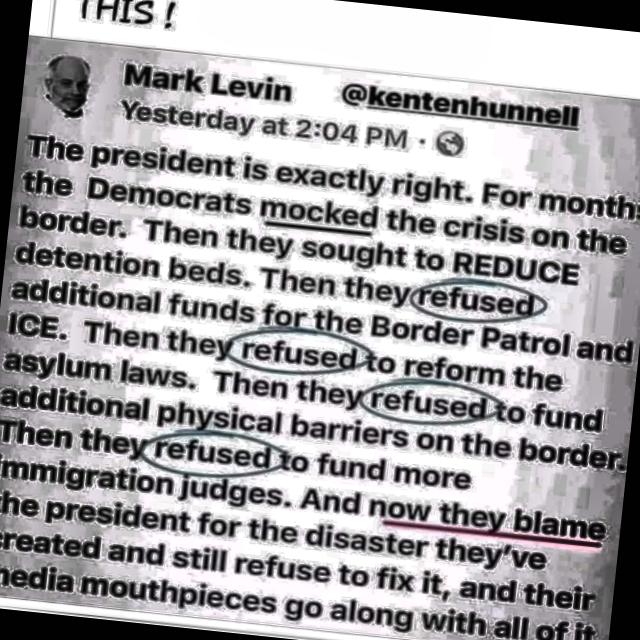 THIS !
Mark Levin @kentenhunnell
Yesterday at 2:04 PM ·
The president is exactly right. For month
the Democrats mocked the crisis on the
border. Then they sought to REDUCE
detention beds. Then they refused
additional funds for the Border Patrol and
ICE. Then they refused to reform the
asylum laws. Then they refused to fund
additional physical barriers on the border.
Then they refused to fund more
mmigration judges. And now they blame
he president for the disaster they've
reated and still refuse to fix it, and their
nedia mouthpieces go along with all of it